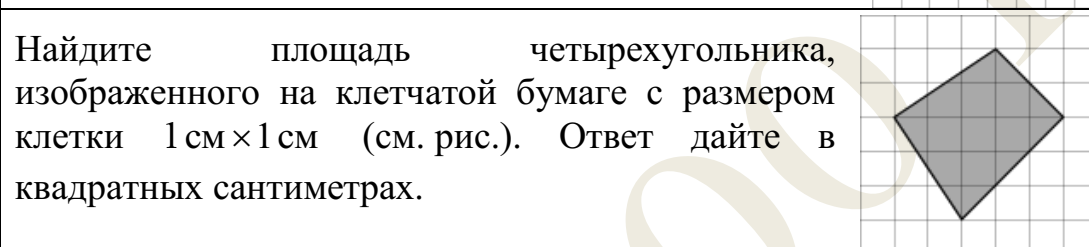 Найдите площадь четырехугольника,
изображенного на клетчатой бумаге с размером
клетки 1 см × 1 см (см. рис.). Ответ дайте в
квадратных сантиметрах.